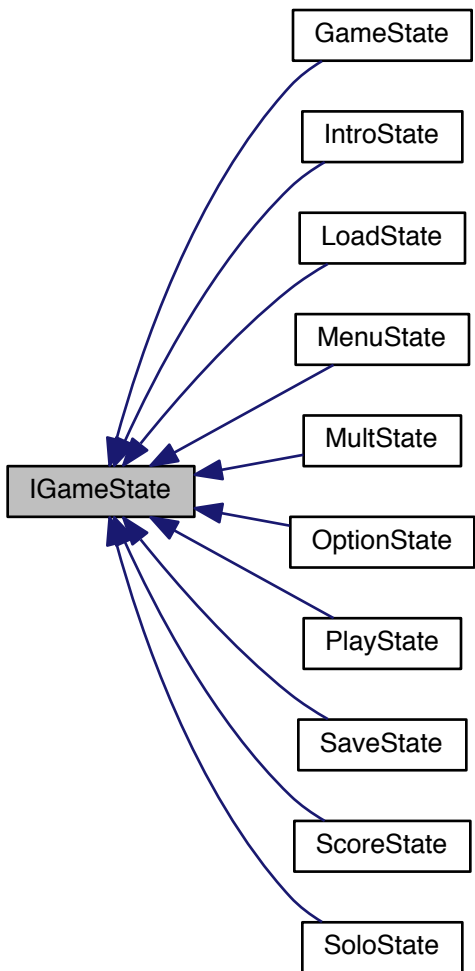 GameState
IntroState
LoadState
MenuState
MultState
IGameState
OptionState
PlayState
SaveState
ScoreState
SoloState